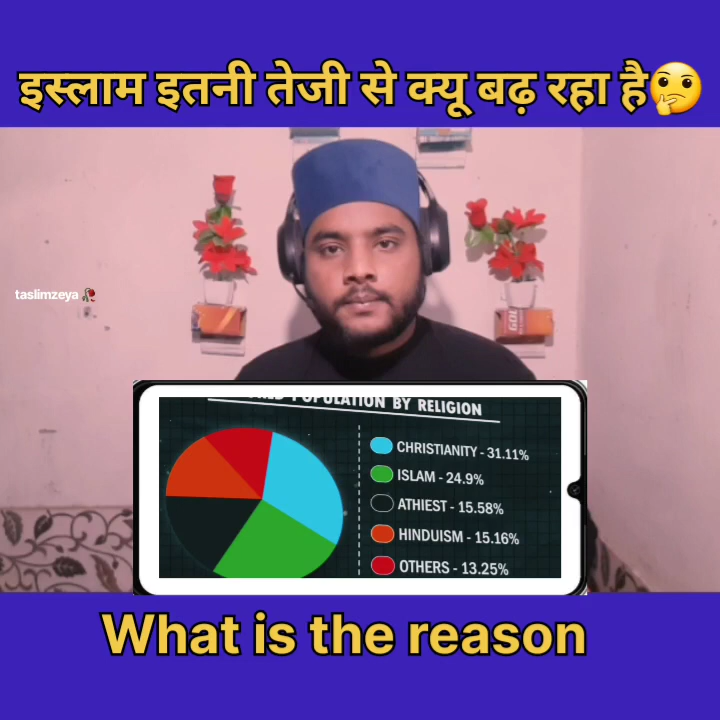 इस्लाम इतनी तेजी से क्यू बढ़ रहा है🤔
taslimzeya🥀
POPULATION BY RELIGION
CHRISTIANITY - 31.11%
ISLAM - 24.9%
ATHIEST - 15.58%
HINDUISM - 15.16%
OTHERS - 13.25%
What is the reason